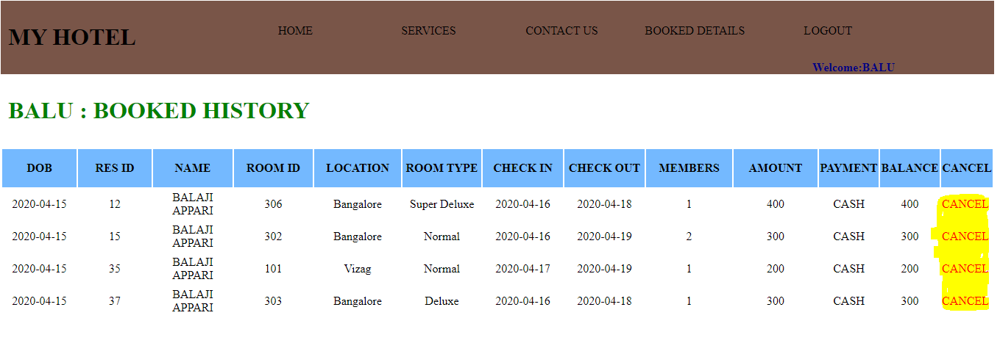 MY HOTEL HOME SERVICES CONTACT US BOOKED DETAILS LOGOUT
Welcome:BALU
BALU : BOOKED HISTORY
DOB RES ID NAME ROOM ID LOCATION ROOM TYPE CHECK IN CHECK OUT MEMBERS AMOUNT PAYMENT BALANCE CANCEL
2020-04-15 12 BALAJI APPARI 306 Bangalore Super Deluxe 2020-04-16 2020-04-18 1 400 CASH 400 CANCEL
2020-04-15 15 BALAJI APPARI 302 Bangalore Normal 2020-04-16 2020-04-19 2 300 CASH 300 CANCEL
2020-04-15 35 BALAJI APPARI 101 Vizag Normal 2020-04-17 2020-04-19 1 200 CASH 200 CANCEL
2020-04-15 37 BALAJI APPARI 303 Bangalore Deluxe 2020-04-16 2020-04-18 1 300 CASH 300 CANCEL